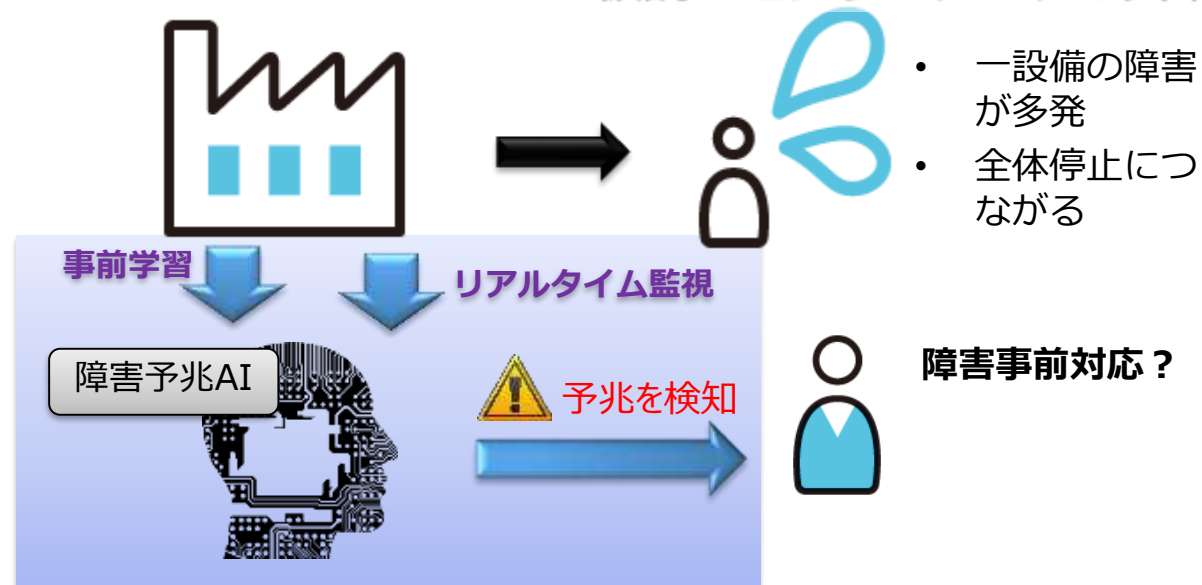 • 一設備の障害
が多発
• 全体停止につ
ながる
事前学習
リアルタイム監視
障害予兆AI
予兆を検知
障害事前対応？